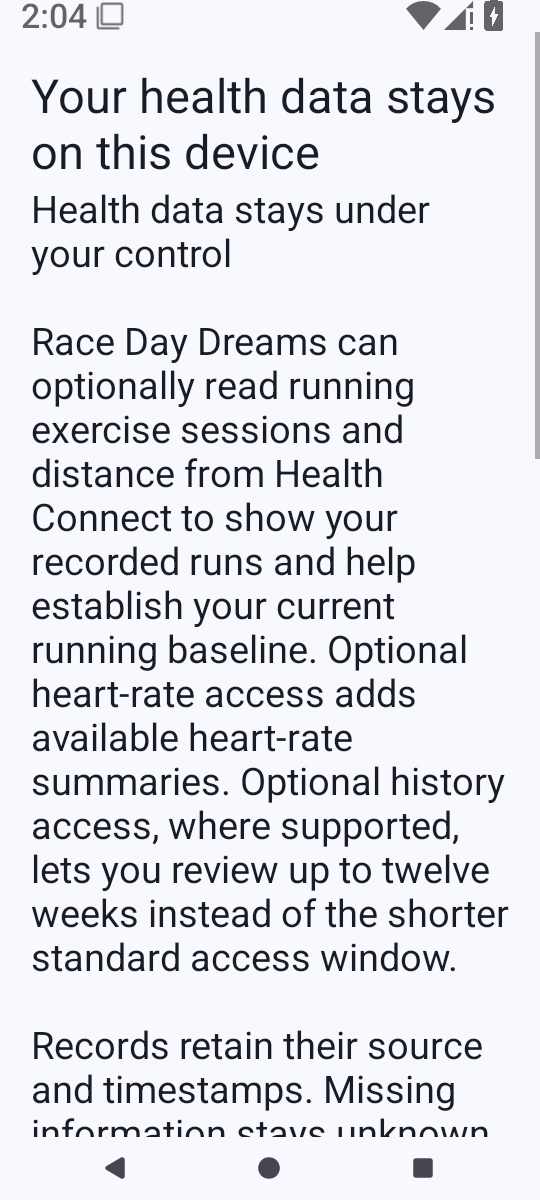 2:04
Your health data stays
on this device
Health data stays under
your control
Race Day Dreams can
optionally read running
exercise sessions and
distance from Health
Connect to show your
recorded runs and help
establish your current
running baseline. Optional
heart-rate access adds
available heart-rate
summaries. Optional history
access, where supported,
lets you review up to twelve
weeks instead of the shorter
standard access window.
Records retain their source
and timestamps. Missing
information stays unknown